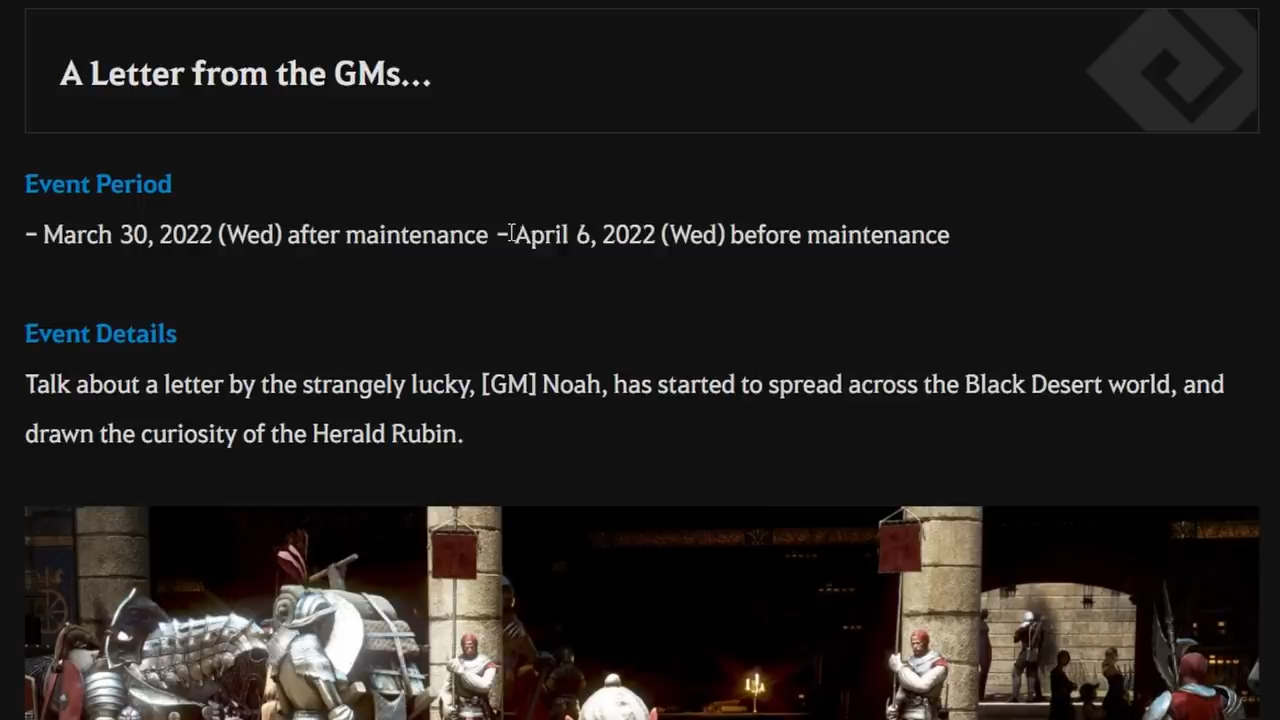 A Letter from the GMs...
Event Period
- March 30, 2022 (Wed) after maintenance - April 6, 2022 (Wed) before maintenance
Event Details
Talk about a letter by the strangely lucky, [GM] Noah, has started to spread across the Black Desert world, and
drawn the curiosity of the Herald Rubin.